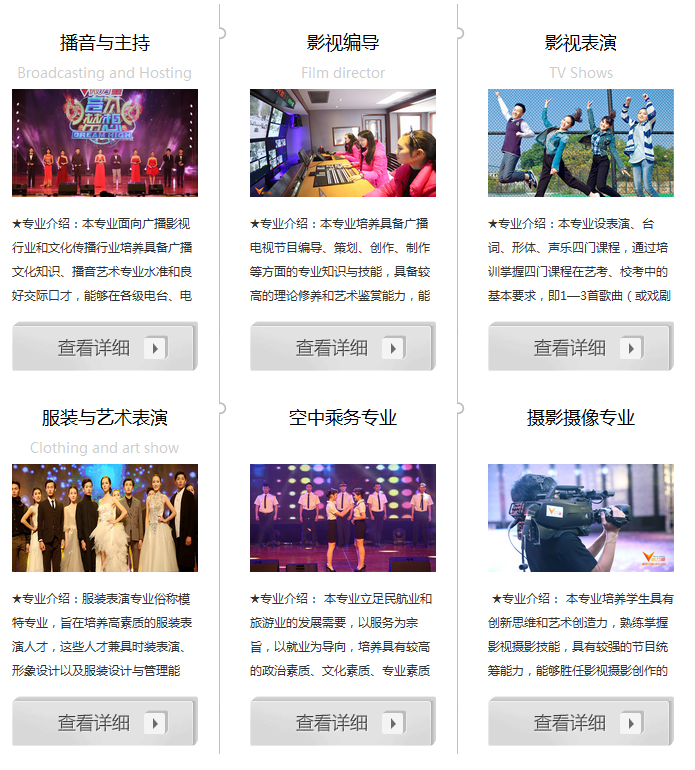 播音与主持
Broadcasting and Hosting
DREAM HIGH
★专业介绍：本专业面向广播影视
行业和文化传播行业培养具备广播
文化知识、播音艺术专业水准和良
好交际口才，能够在各级电台、电
查看详细
影视编导
Film director
★专业介绍：本专业培养具备广播
电视节目编导、策划、创作、制作
等方面的专业知识与技能，具备较
高的理论修养和艺术鉴赏能力，能
查看详细
影视表演
TV Shows
★专业介绍：本专业设表演、台
词、形体、声乐四门课程，通过培
训掌握四门课程在艺考、校考中的
基本要求，即1—3首歌曲（或戏剧
查看详细
服装与艺术表演
Clothing and art show
★专业介绍：服装表演专业俗称模
特专业，旨在培养高素质的服装表
演人才，这些人才兼具时装表演、
形象设计以及服装设计与管理能
查看详细
空中乘务专业
★专业介绍： 本专业立足民航业和
旅游业的发展需要，以服务为宗
旨，以就业为导向，培养具有较高
的政治素质、文化素质、专业素质
查看详细
摄影摄像专业
★专业介绍： 本专业培养学生具有
创新思维和艺术创造力，熟练掌握
影视摄影技能，具有较强的节目统
筹能力，能够胜任影视摄影创作的
查看详细